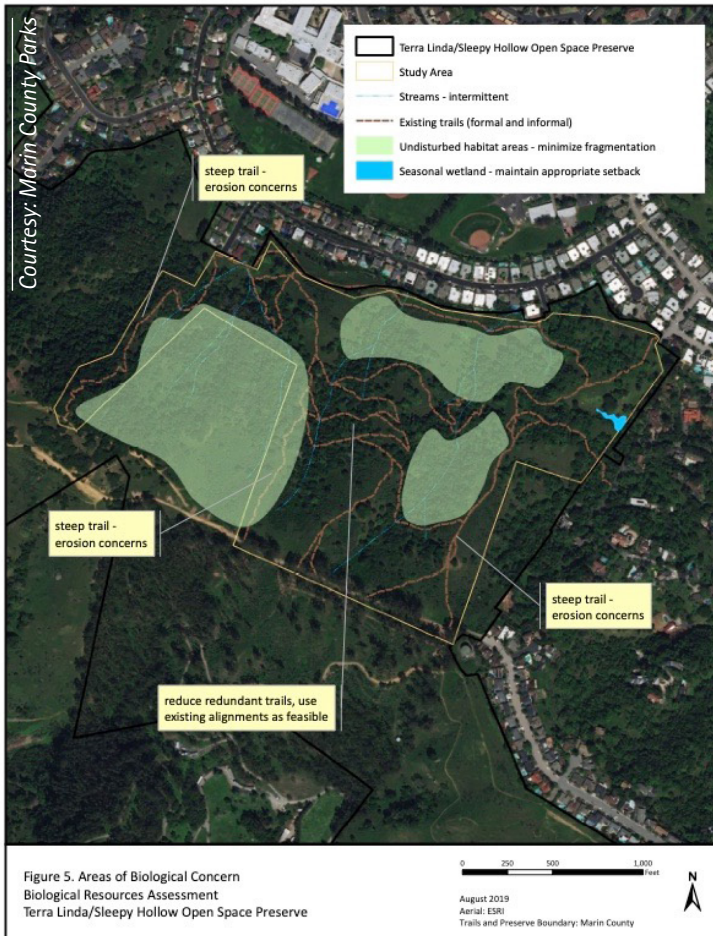 Courtesy: Marin County Parks
Terra Linda/Sleepy Hollow Open Space Preserve
Study Area
Streams - intermittent
Existing trails (formal and informal)
Undisturbed habitat areas - minimize fragmentation
Seasonal wetland - maintain appropriate setback
steep trail -
erosion concerns
steep trail -
erosion concerns
steep trail -
erosion concerns
reduce redundant trails, use
existing alignments as feasible
Figure 5. Areas of Biological Concern
Biological Resources Assessment
Terra Linda/Sleepy Hollow Open Space Preserve
0 250 500 1,000
Feet
August 2019
Aerial: ESRI
Trails and Preserve Boundary: Marin County
N